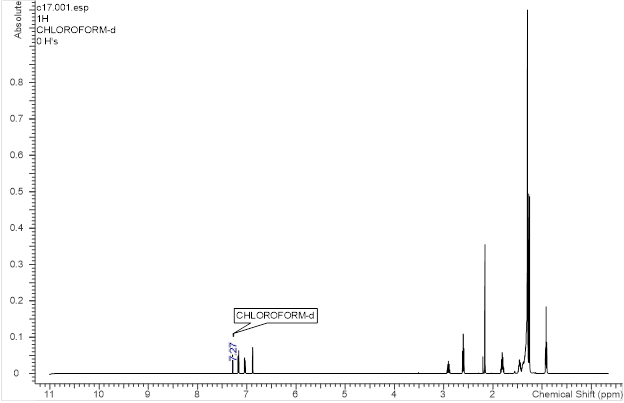 c17.001.esp
1H
CHLOROFORM-d
0 H's
Absolute
0.8
0.7
0.6
0.5
0.4
0.3
0.2
0.1
0
CHLOROFORM-d
7.27
11 10 9 8 7 6 5 4 3 2 Chemical Shift (ppm)